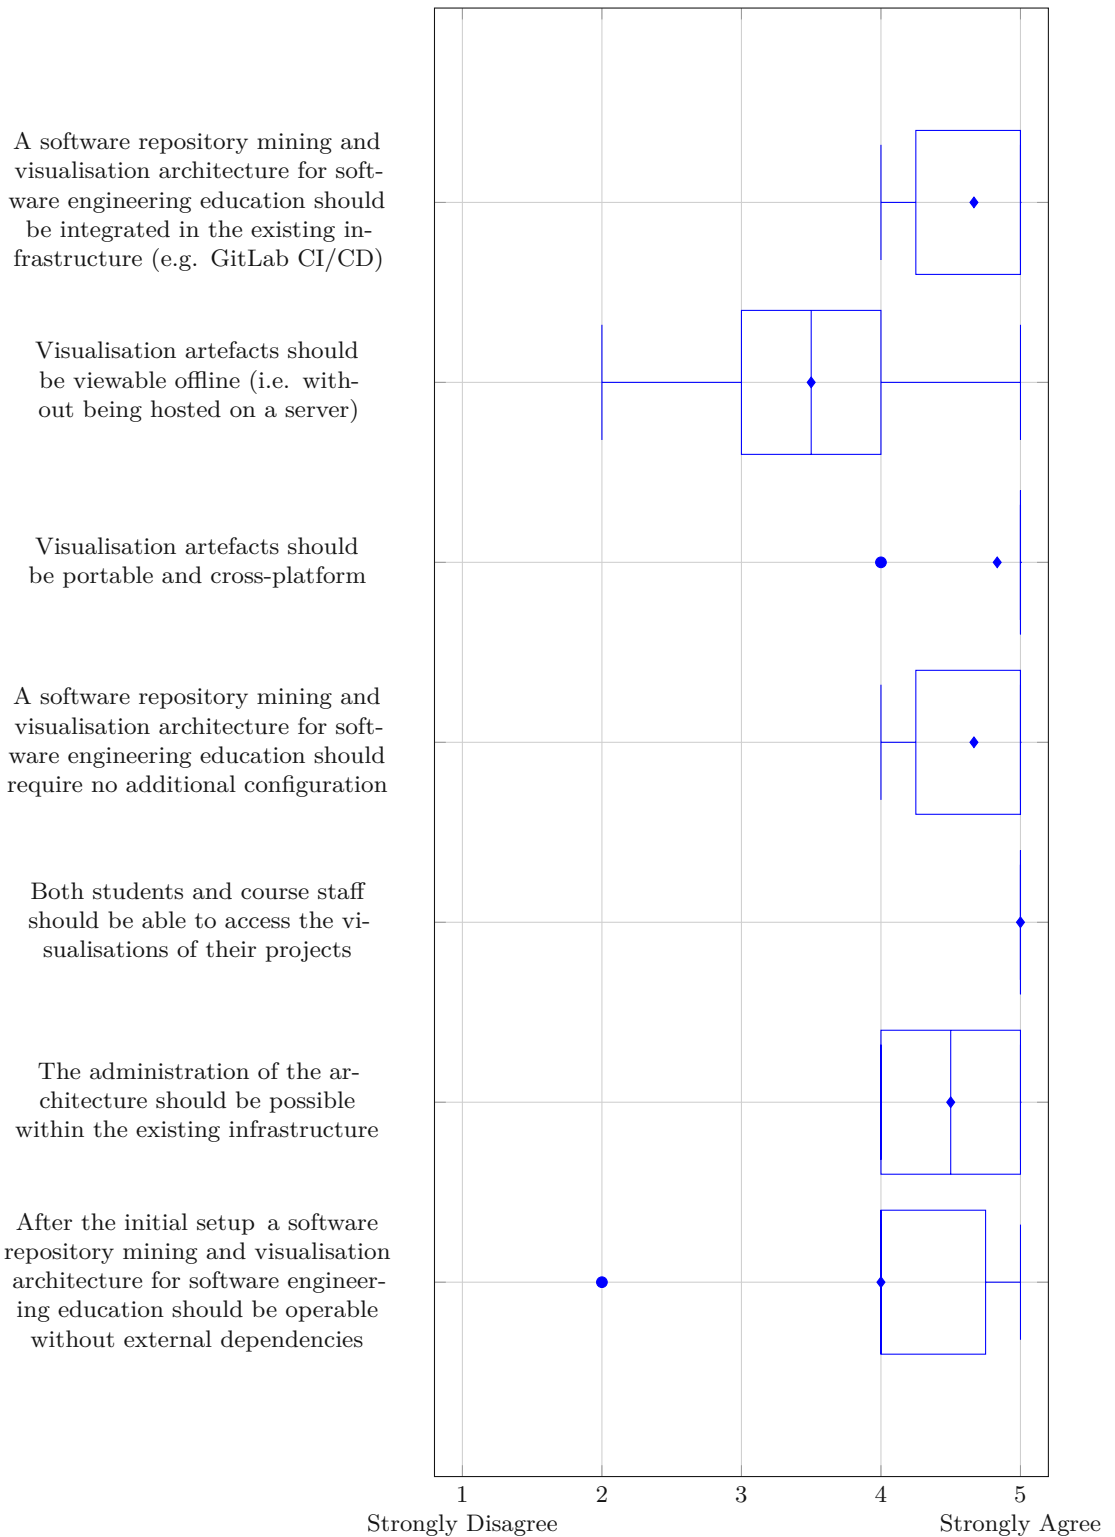 A software repository mining and
visualisation architecture for soft-
ware engineering education should
be integrated in the existing in-
frastructure (e.g. GitLab CI/CD)
Visualisation artefacts should
be viewable offline (i.e. with-
out being hosted on a server)
Visualisation artefacts should
be portable and cross-platform
A software repository mining and
visualisation architecture for soft-
ware engineering education should
require no additional configuration
Both students and course staff
should be able to access the vi-
sualisations of their projects
The administration of the ar-
chitecture should be possible
within the existing infrastructure
After the initial setup a software
repository mining and visualisation
architecture for software engineer-
ing education should be operable
without external dependencies
1 2 3 4 5
Strongly Disagree Strongly Agree